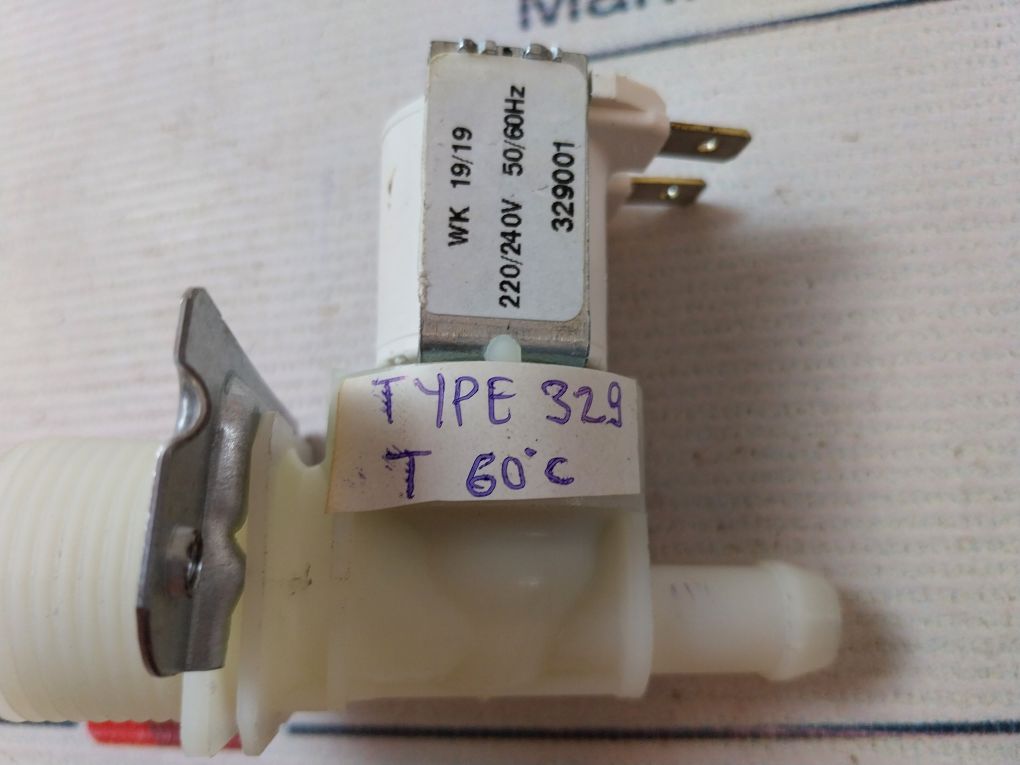 WK 19/19
220/240V 50/60Hz
329001
TYPE 329
T 60°C